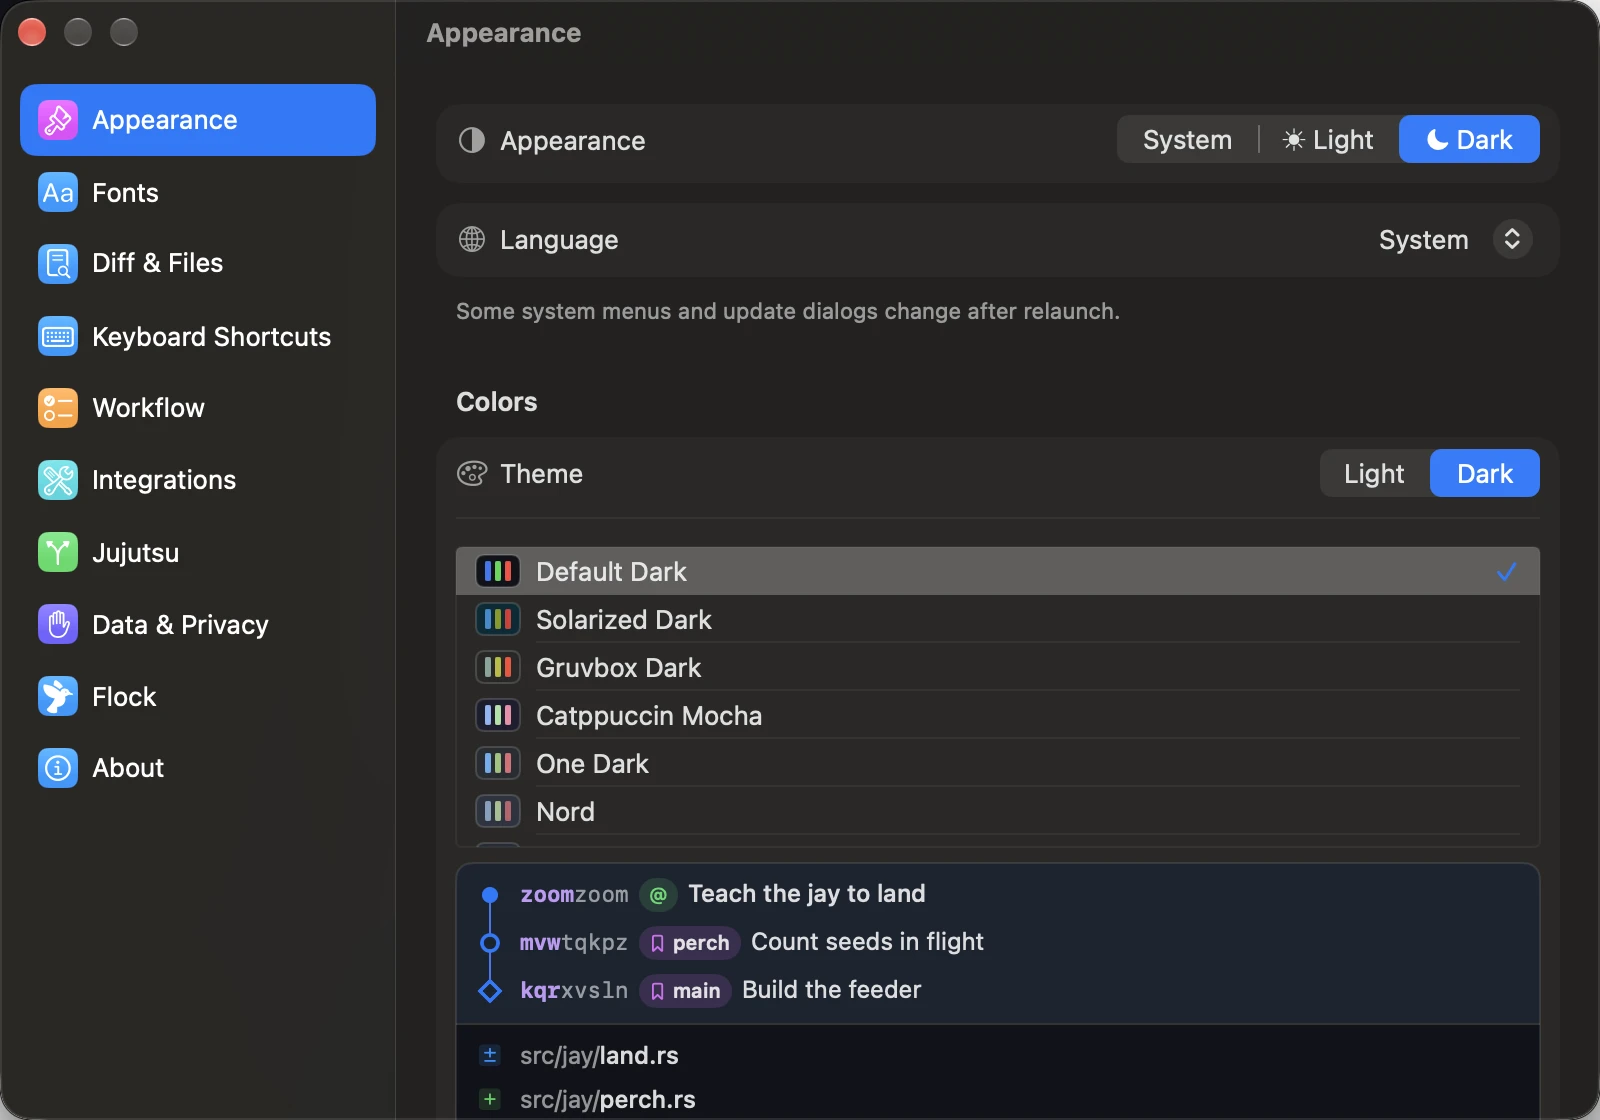 Appearance
Appearance
Aa Fonts
Diff & Files
Keyboard Shortcuts
Workflow
Integrations
Jujutsu
Data & Privacy
Flock
About
Appearance
System Light Dark
Language
System
Some system menus and update dialogs change after relaunch.
Colors
Theme
Light Dark
Default Dark
Solarized Dark
Gruvbox Dark
Catppuccin Mocha
One Dark
Nord
zoomzoom @ Teach the jay to land
mvwtqkpz perch Count seeds in flight
kqrxvsln main Build the feeder
± src/jay/land.rs
+ src/jay/perch.rs